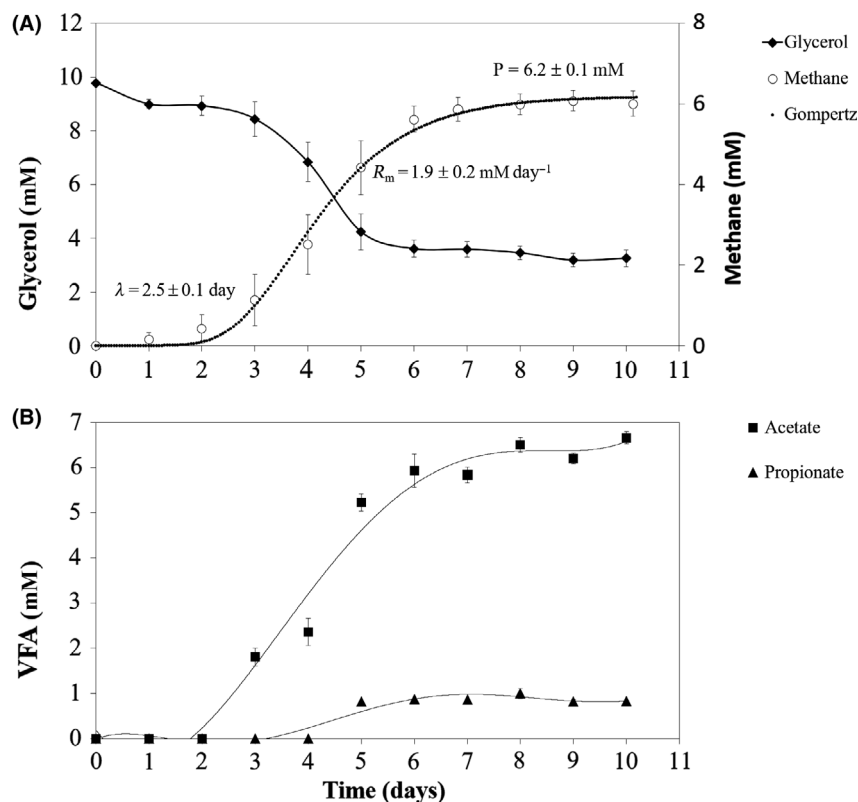 (A)
12
10
8
6
4
2
0
Glycerol (mM)
8
6
4
2
0
Methane (mM)
P = 6.2 ± 0.1 mM
Rm = 1.9 ± 0.2 mM day⁻¹
λ = 2.5 ± 0.1 day
0 1 2 3 4 5 6 7 8 9 10 11
Glycerol
Methane
Gompertz
(B)
7
6
5
4
3
2
1
0
VFA (mM)
0 1 2 3 4 5 6 7 8 9 10 11
Time (days)
Acetate
Propionate